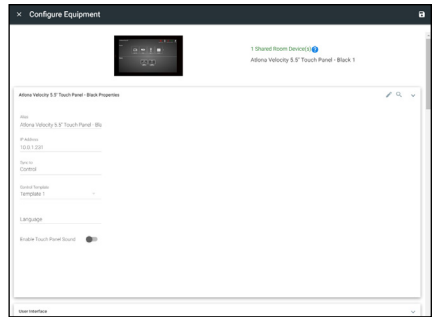 × Configure Equipment
1 Shared Room Device(s)
Atlona Velocity 5.5" Touch Panel - Black 1
Atlona Velocity 5.5" Touch Panel - Black Properties
Atlona Velocity 5.5" Touch Panel - Bla
IP Address
10.0.1.231
Control
Control Template
Template 1
Language
Enable Touch Panel Sound
User Interface